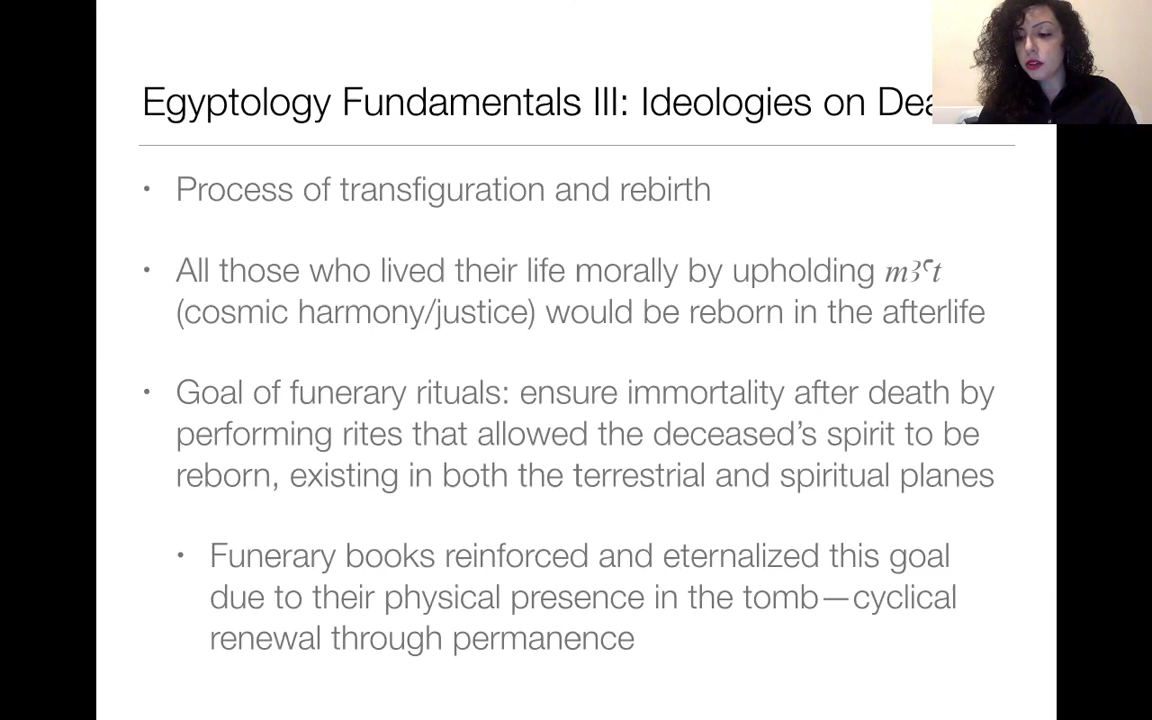 Egyptology Fundamentals III: Ideologies on
• Process of transfiguration and rebirth
• All those who lived their life morally by upholding mꜣꜥt
(cosmic harmony/justice) would be reborn in the afterlife
• Goal of funerary rituals: ensure immortality after death by
performing rites that allowed the deceased’s spirit to be
reborn, existing in both the terrestrial and spiritual planes
• Funerary books reinforced and eternalized this goal
due to their physical presence in the tomb—cyclical
renewal through permanence